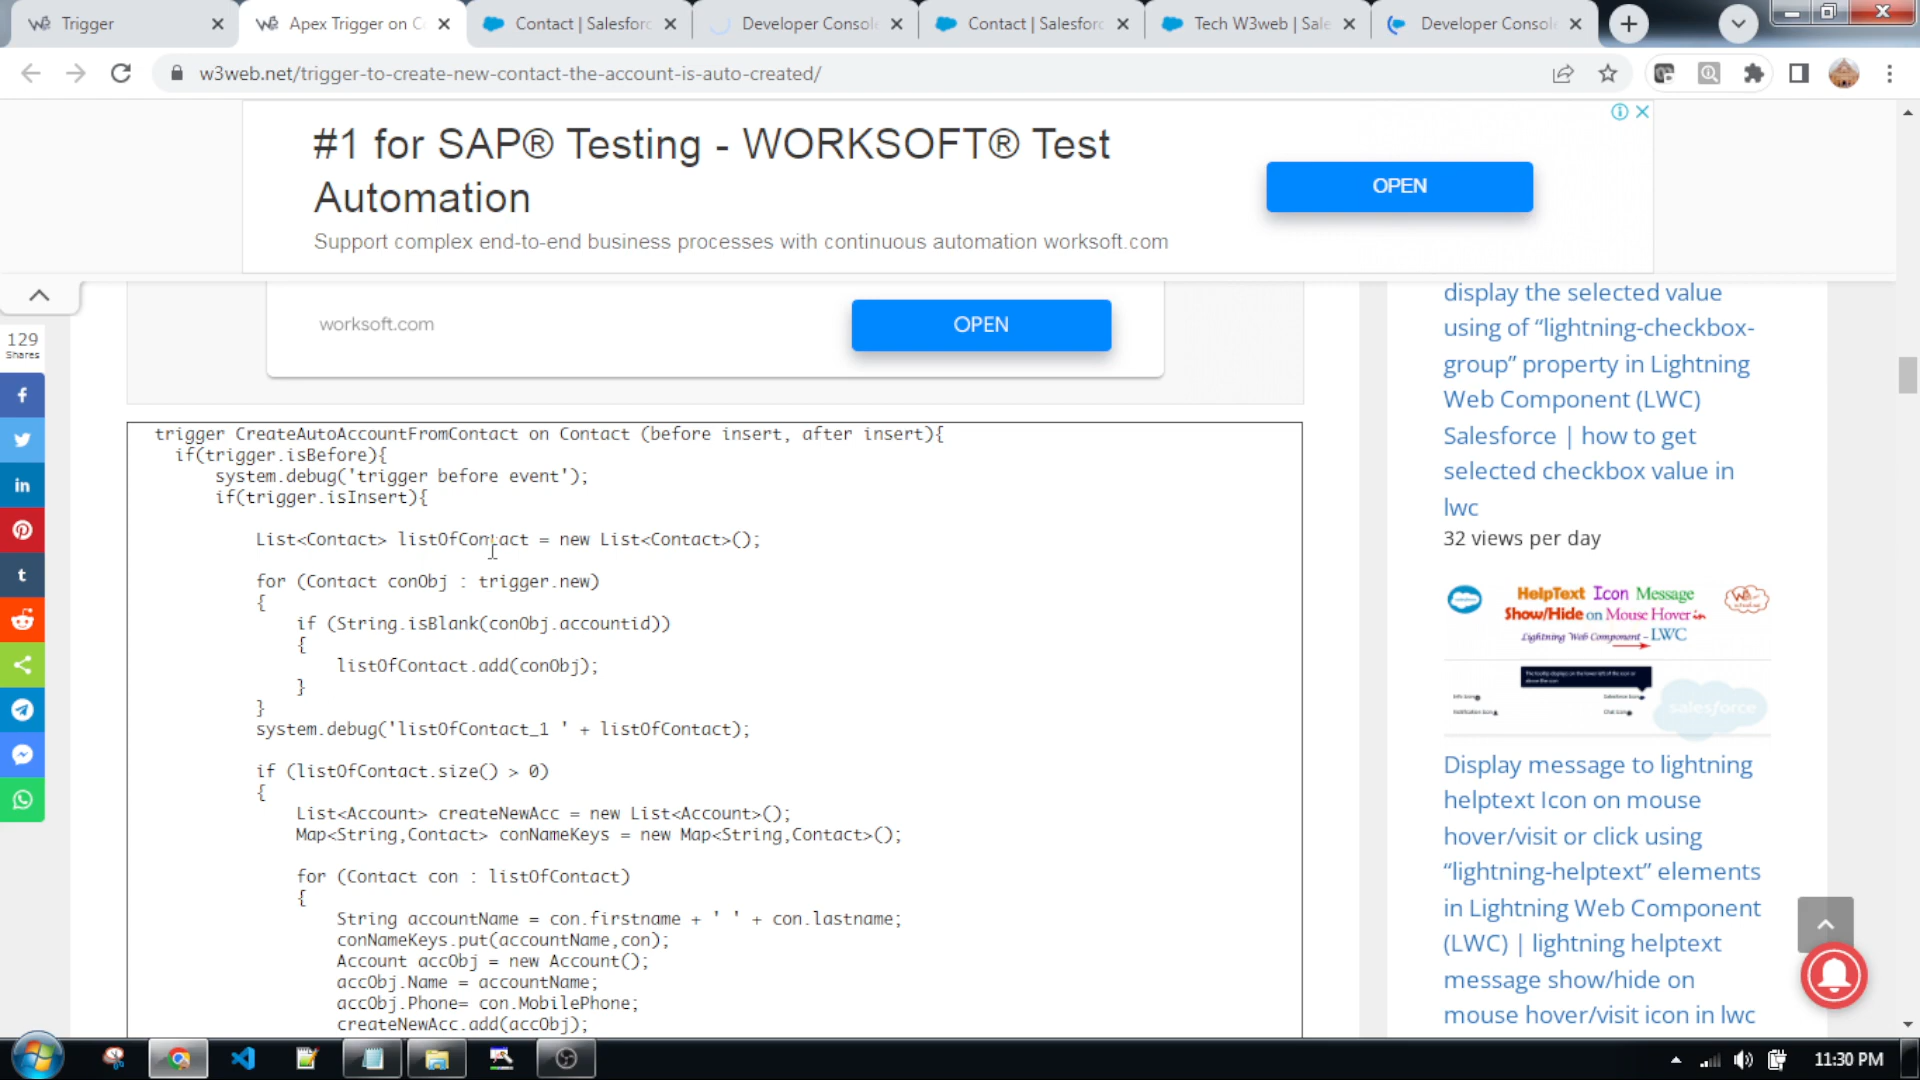 Trigger
Apex Trigger on Co
Contact | Salesforc
Developer Console
Contact | Salesforc
Tech W3web | Sale
Developer Console
w3web.net/trigger-to-create-new-contact-the-account-is-auto-created/
#1 for SAP® Testing - WORKSOFT® Test
Automation
OPEN
Support complex end-to-end business processes with continuous automation worksoft.com
worksoft.com
OPEN
129
Shares
trigger CreateAutoAccountFromContact on Contact (before insert, after insert){
if(trigger.isBefore){
system.debug('trigger before event');
if(trigger.isInsert){
List<Contact> listOfContact = new List<Contact>();
for (Contact conObj : trigger.new)
{
if (String.isBlank(conObj.accountid))
{
listOfContact.add(conObj);
}
}
system.debug('listOfContact_1 ' + listOfContact);
if (listOfContact.size() > 0)
{
List<Account> createNewAcc = new List<Account>();
Map<String,Contact> conNameKeys = new Map<String,Contact>();
for (Contact con : listOfContact)
{
String accountName = con.firstname + ' ' + con.lastname;
conNameKeys.put(accountName,con);
Account accObj = new Account();
accObj.Name = accountName;
accObj.Phone= con.MobilePhone;
createNewAcc.add(accObj);
display the selected value
using of “lightning-checkbox-
group” property in Lightning
Web Component (LWC)
Salesforce | how to get
selected checkbox value in
lwc
32 views per day
HelpText Icon Message
Show/Hide on Mouse Hover in
Lightning Web Component - LWC
salesforce
Display message to lightning
helptext Icon on mouse
hover/visit or click using
“lightning-helptext” elements
in Lightning Web Component
(LWC) | lightning helptext
message show/hide on
mouse hover/visit icon in lwc
11:30 PM